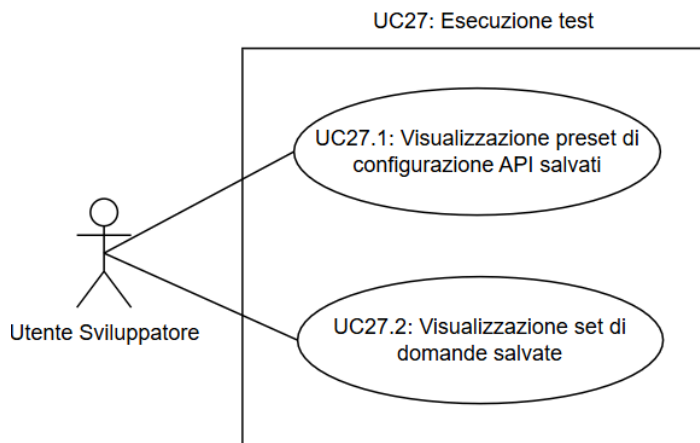 UC27: Esecuzione test
UC27.1: Visualizzazione preset di
configurazione API salvati
Utente Sviluppatore
UC27.2: Visualizzazione set di
domande salvate